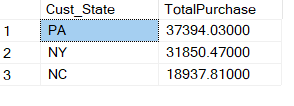 Cust_State TotalPurchase
1 PA 37394.03000
2 NY 31850.47000
3 NC 18937.81000